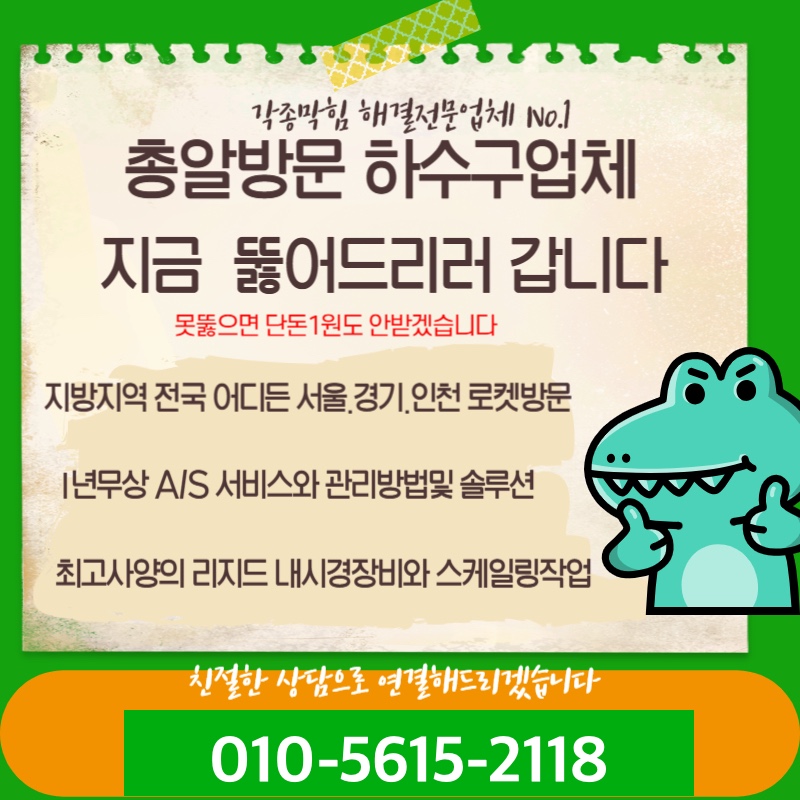 각종막힘 해결전문업체 No.1
총알방문 하수구업체
지금 뚫어드리러 갑니다
못뚫으면 단돈1원도 안받겠습니다
지방지역 전국 어디든 서울.경기.인천 로켓방문
1년무상 A/S 서비스와 관리방법및 솔루션
최고사양의 리지드 내시경장비와 스케일링작업
친절한 상담으로 연결해드리겠습니다
010-5615-2118